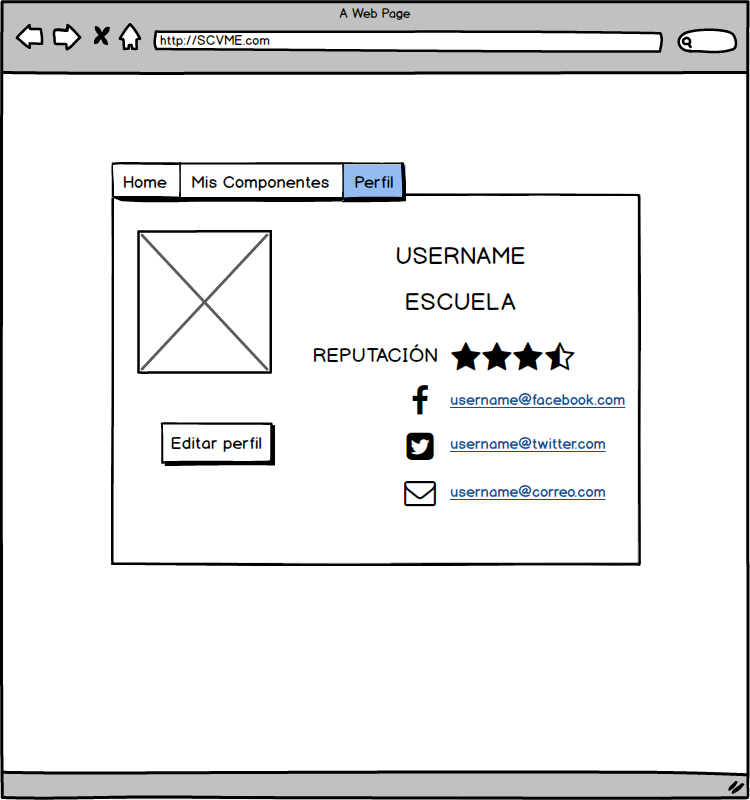 A Web Page
http://SCVME.com
Home
Mis Componentes
Perfil
USERNAME
ESCUELA
REPUTACIÓN
username@facebook.com
Editar perfil
username@twitter.com
username@correo.com